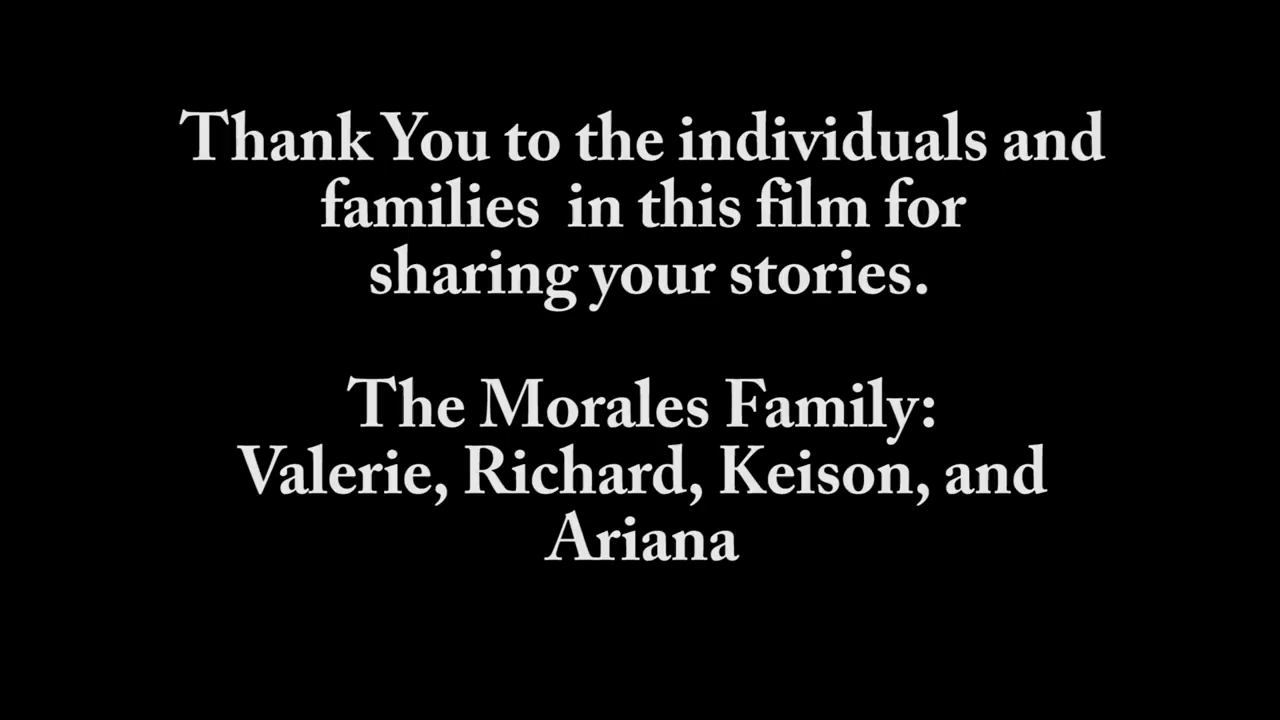 Thank You to the individuals and
families  in this film for
sharing your stories.
The Morales Family:
Valerie, Richard, Keison, and
Ariana